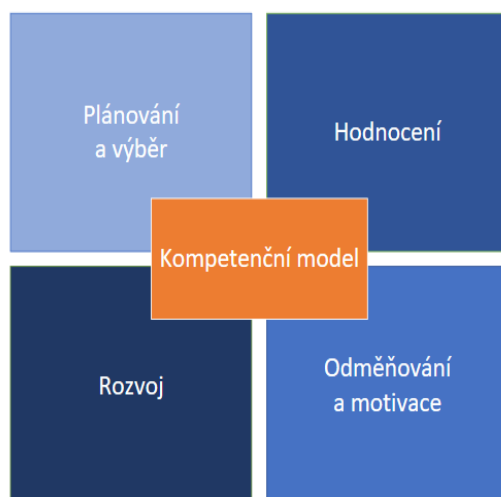 Plánování
a výběr
Hodnocení
Kompetenční model
Rozvoj
Odměňování
a motivace